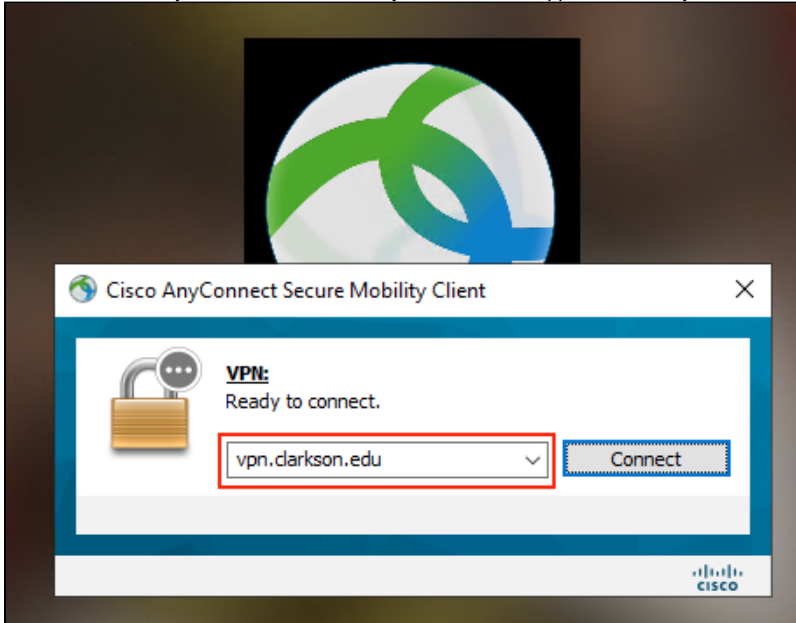 Cisco AnyConnect Secure Mobility Client
VPN:
Ready to connect.
vpn.clarkson.edu
Connect
CISCO